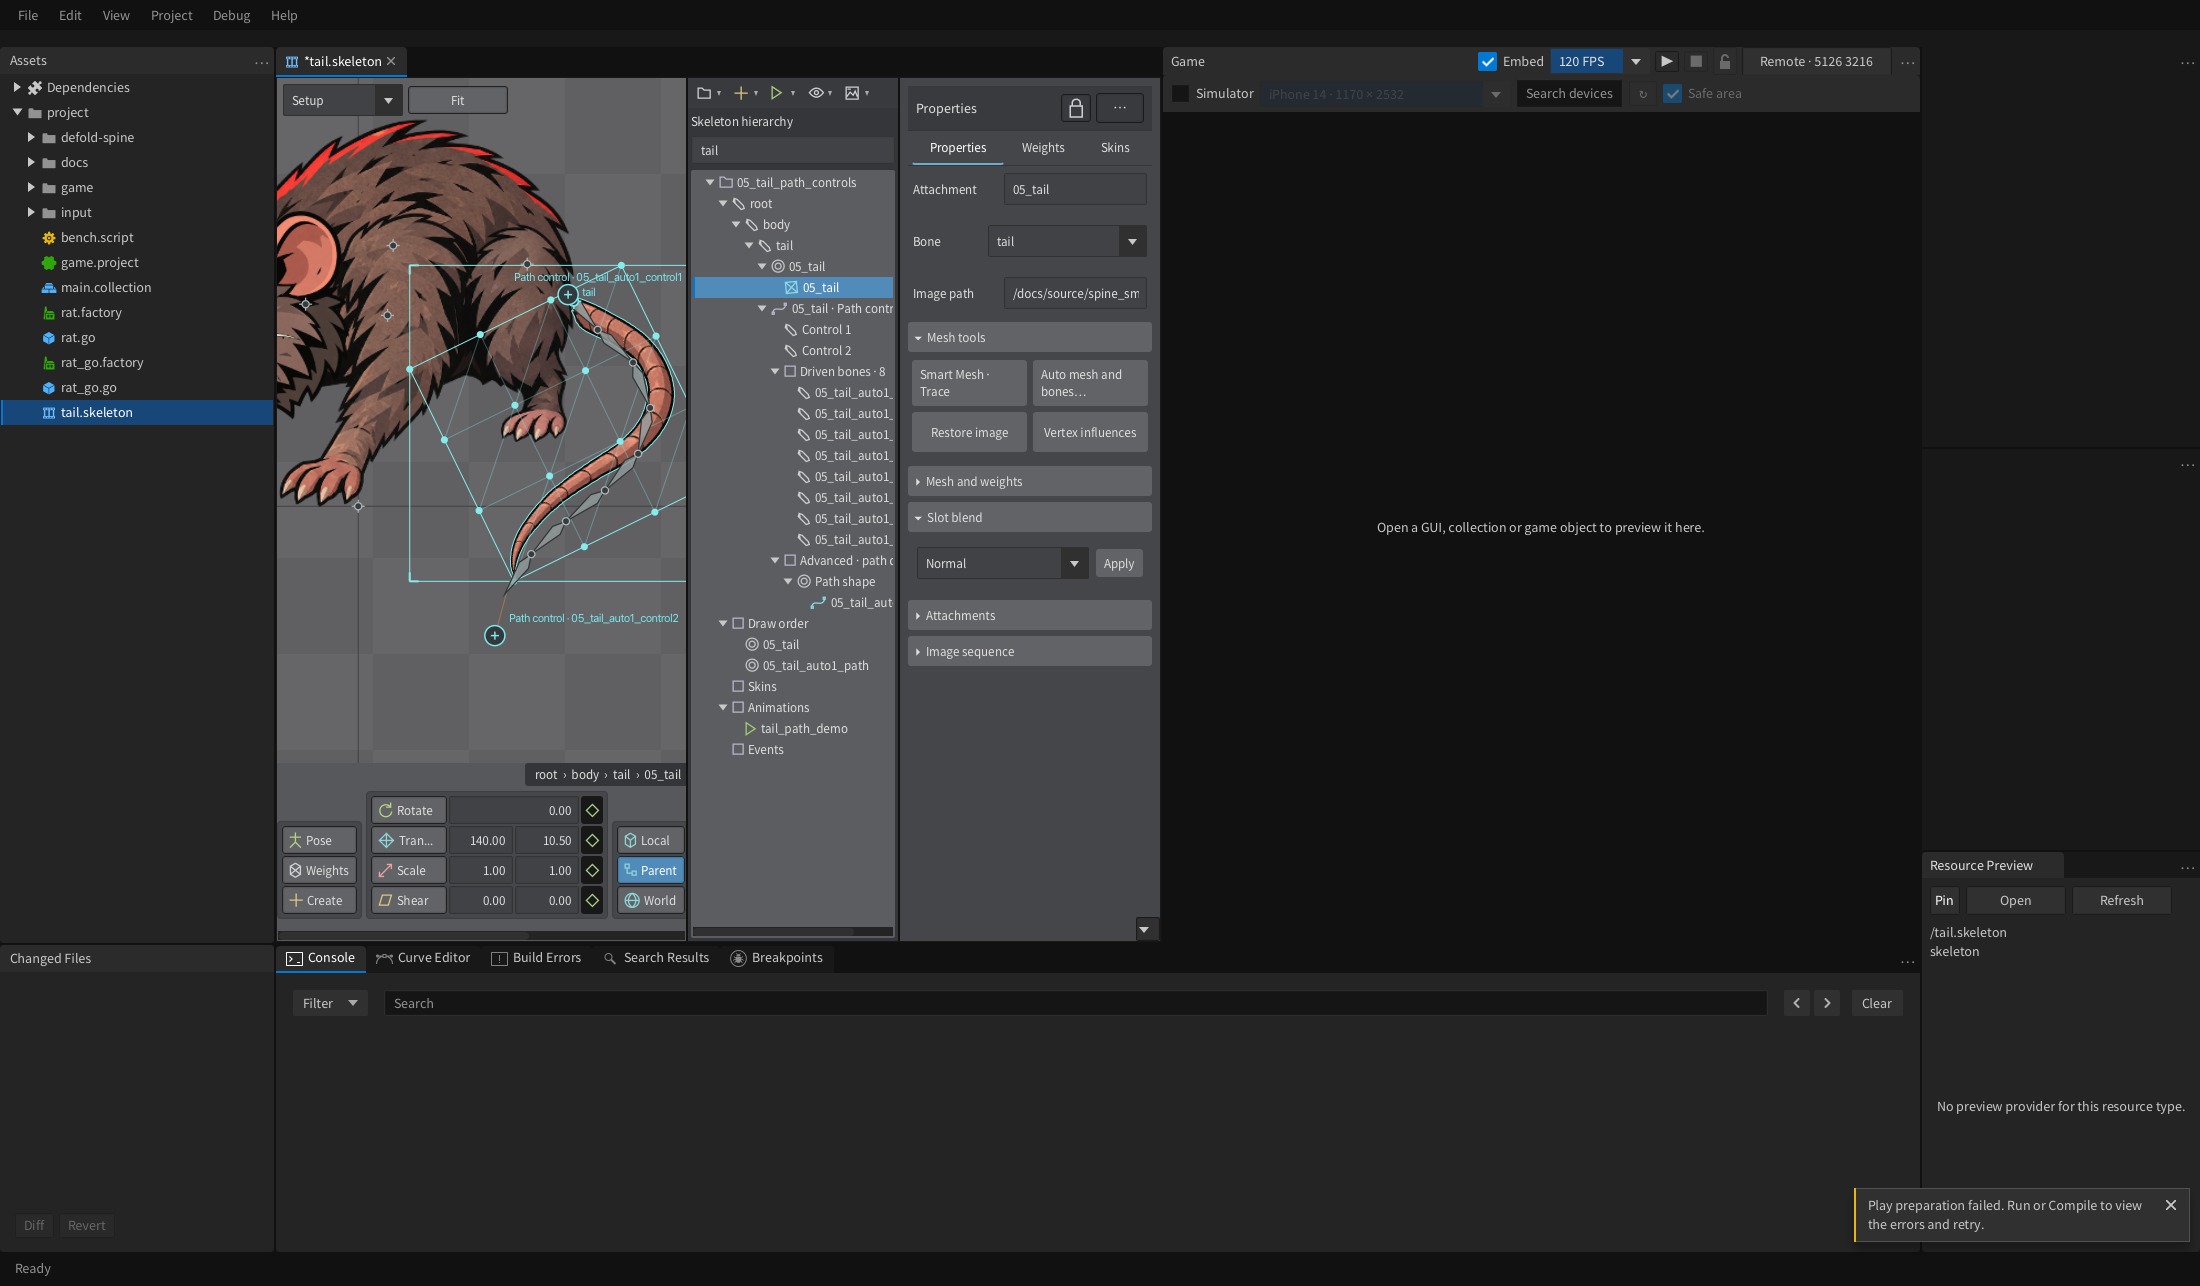 File Edit View Project Debug Help
Assets
Dependencies
project
defold-spine
docs
game
input
bench.script
game.project
main.collection
rat.factory
rat.go
rat_go.factory
rat_go.go
tail.skeleton
*tail.skeleton
Setup
Fit
Path control · 05_tail_auto1_control1
tail
Path control · 05_tail_auto1_control2
root › body › tail › 05_tail
Rotate 0.00
Pose
Tran... 140.00 10.50
Local
Weights
Scale 1.00 1.00
Parent
Create
Shear 0.00 0.00
World
Skeleton hierarchy
tail
05_tail_path_controls
root
body
tail
05_tail
05_tail
05_tail · Path contr
Control 1
Control 2
Driven bones · 8
05_tail_auto1_
05_tail_auto1_
05_tail_auto1_
05_tail_auto1_
05_tail_auto1_
05_tail_auto1_
05_tail_auto1_
05_tail_auto1_
Advanced · path c
Path shape
05_tail_aut
Draw order
05_tail
05_tail_auto1_path
Skins
Animations
tail_path_demo
Events
Properties
...
Properties Weights Skins
Attachment 05_tail
Bone tail
Image path /docs/source/spine_sm
Mesh tools
Smart Mesh ·
Trace
Auto mesh and
bones…
Restore image
Vertex influences
Mesh and weights
Slot blend
Normal
Apply
Attachments
Image sequence
Game
Embed
120 FPS
Remote · 5126 3216
Simulator
iPhone 14 · 1170 × 2532
Search devices
Safe area
Open a GUI, collection or game object to preview it here.
Resource Preview
Pin
Open
Refresh
/tail.skeleton
skeleton
No preview provider for this resource type.
Changed Files
Diff
Revert
Console
Curve Editor
Build Errors
Search Results
Breakpoints
Filter
Search
Clear
Play preparation failed. Run or Compile to view
the errors and retry.
Ready